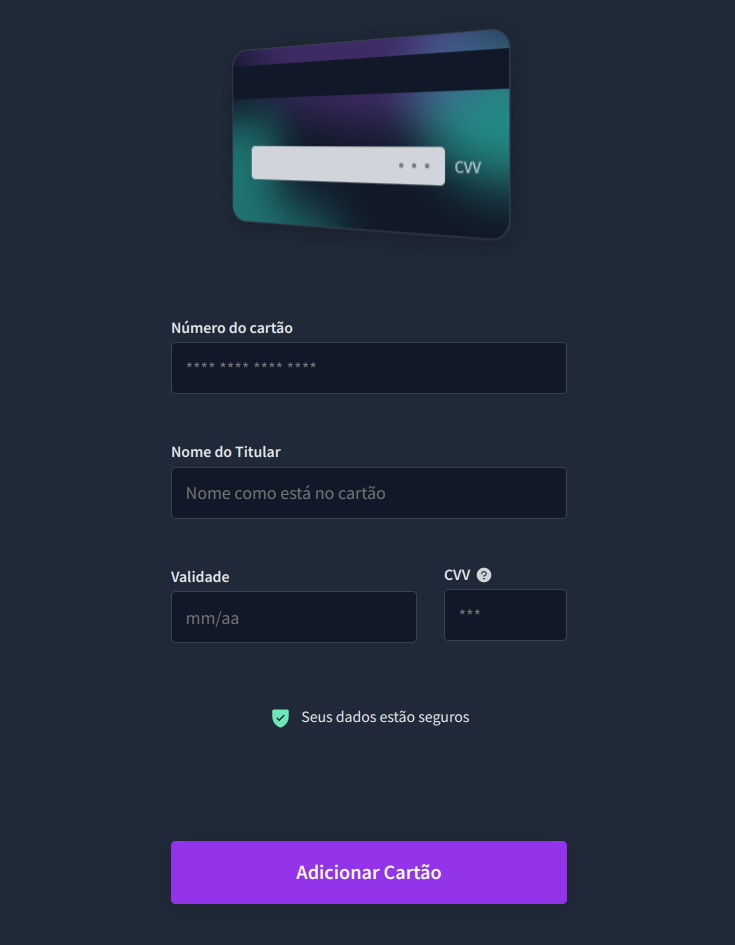 • • • CVV
Número do cartão
**** **** **** ****
Nome do Titular
Nome como está no cartão
Validade CVV ?
mm/aa ***
Seus dados estão seguros
Adicionar Cartão